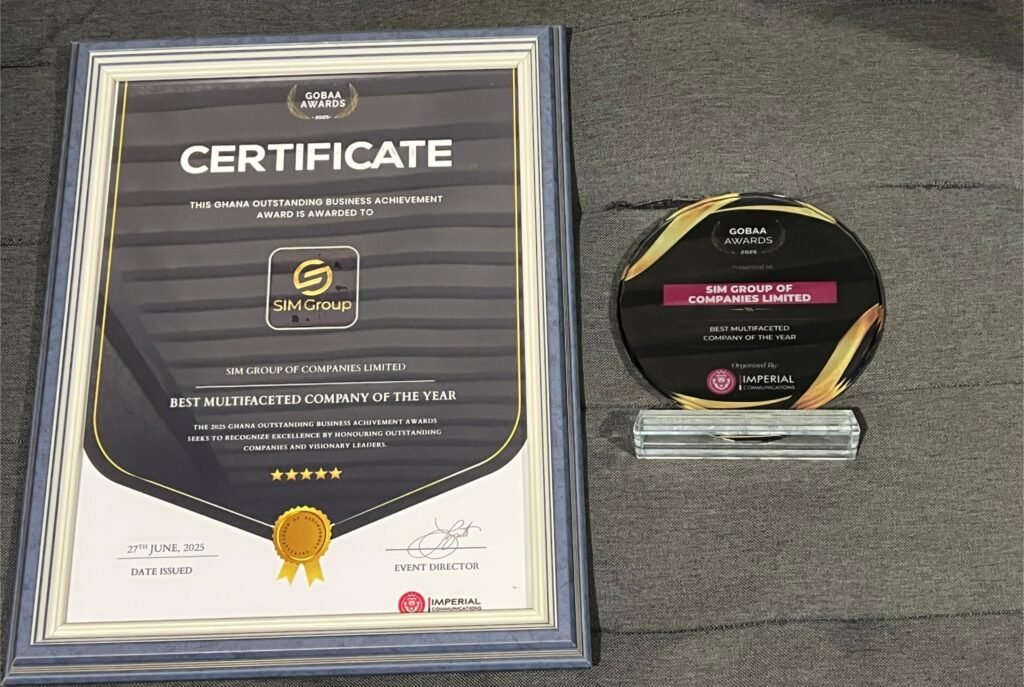 GOBAA
AWARDS
-2025-
CERTIFICATE
THIS GHANA OUTSTANDING BUSINESS ACHIEVEMENT
AWARD IS AWARDED TO
SIM Group
SIM GROUP OF COMPANIES LIMITED
BEST MULTIFACETED COMPANY OF THE YEAR
THE 2025 GHANA OUTSTANDING BUSINESS ACHIVEMENT AWARDS
SEEKS TO RECOGNIZE EXCELLENCE BY HONOURING OUTSTANDING
COMPANIES AND VISIONARY LEADERS.
27TH JUNE, 2025
DATE ISSUED
EVENT DIRECTOR
IMPERIAL
COMMUNICATIONS
GOBAA
AWARDS
2025
Presented to
SIM GROUP OF
COMPANIES LIMITED
BEST MULTIFACETED
COMPANY OF THE YEAR
Organized By
IMPERIAL
COMMUNICATIONS